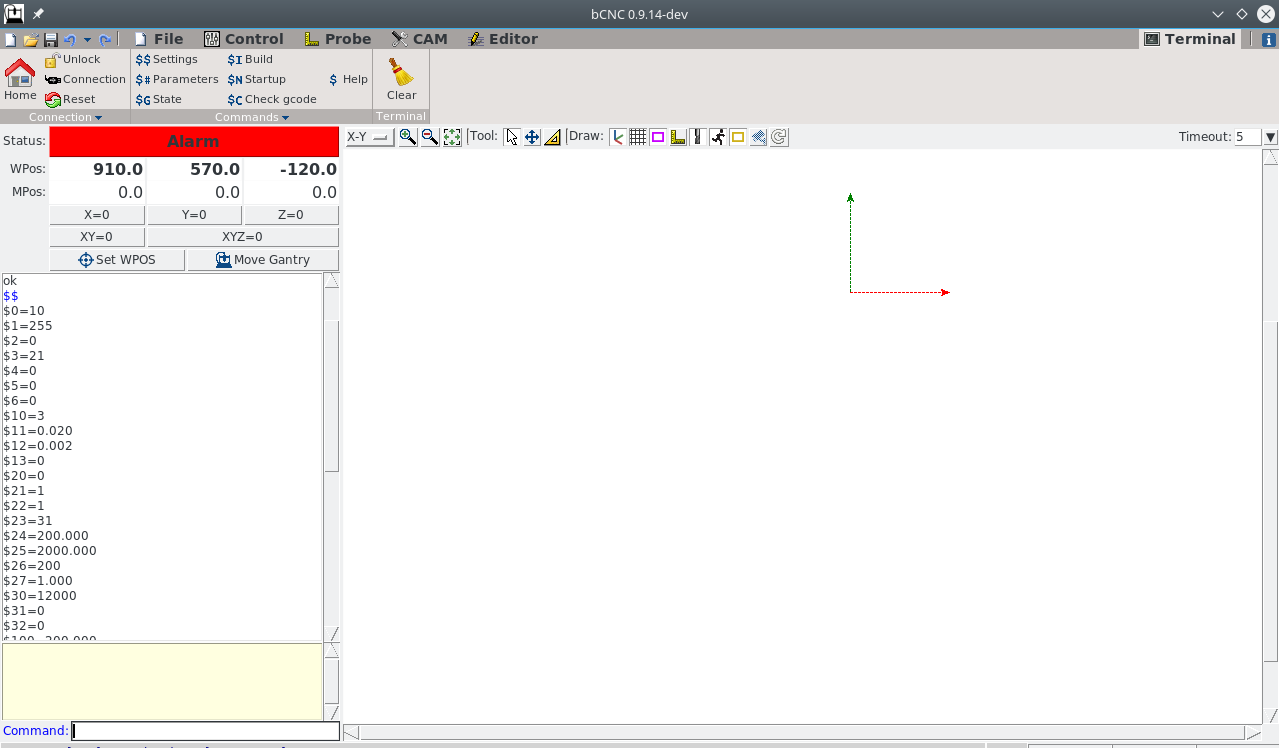 bCNC 0.9.14-dev
File Control Probe CAM Editor Terminal
Home
Unlock
Connection
Reset
Connection
$$ Settings
$# Parameters
$G State
$I Build
$N Startup
$C Check gcode
$ Help
Commands
Clear
Terminal
Status: Alarm
WPos: 910.0 570.0 -120.0
MPos: 0.0 0.0 0.0
X=0 Y=0 Z=0
XY=0 XYZ=0
Set WPOS Move Gantry
X-Y Tool: Draw: Timeout: 5
ok
$$
$0=10
$1=255
$2=0
$3=21
$4=0
$5=0
$6=0
$10=3
$11=0.020
$12=0.002
$13=0
$20=0
$21=1
$22=1
$23=31
$24=200.000
$25=2000.000
$26=200
$27=1.000
$30=12000
$31=0
$32=0
$100=200.000
Command: